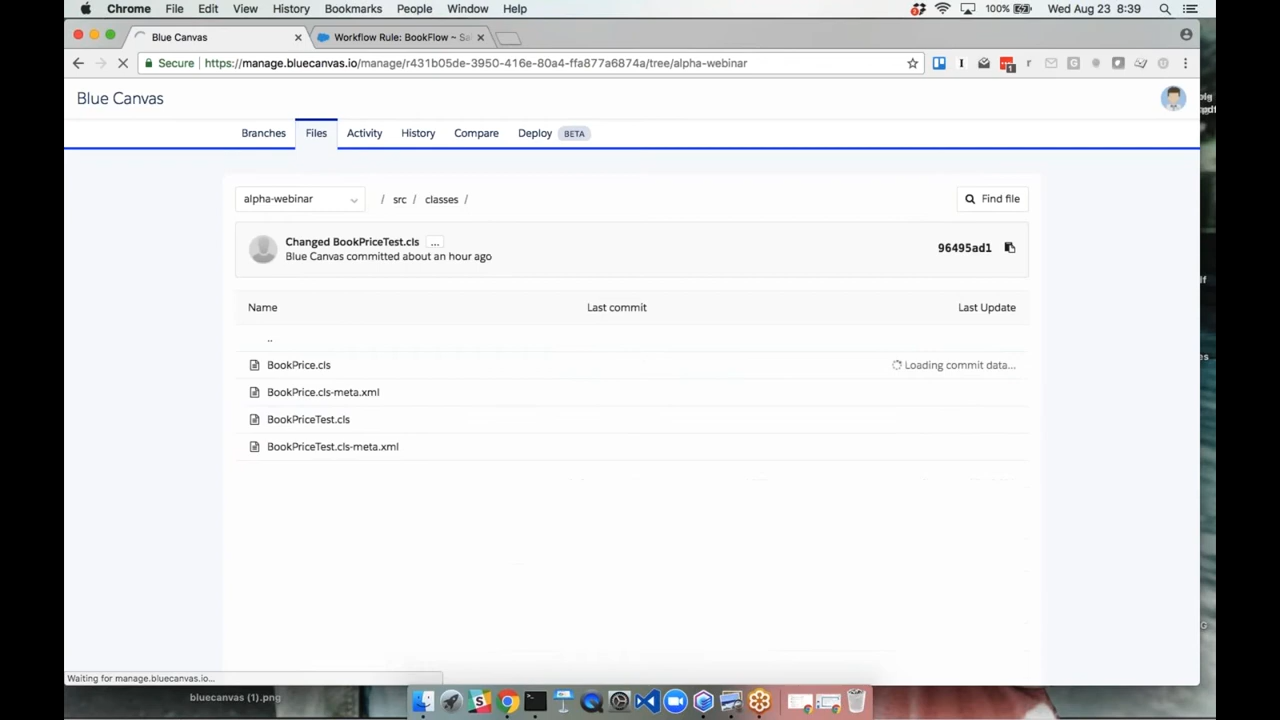 Chrome File Edit View History Bookmarks People Window Help 100% Wed Aug 23 8:39
Blue Canvas Workflow Rule: BookFlow ~ Sal
Secure https://manage.bluecanvas.io/manage/r431b05de-3950-416e-80a4-ffa877a6874a/tree/alpha-webinar
Blue Canvas
Branches Files Activity History Compare Deploy BETA
alpha-webinar / src / classes / Find file
Changed BookPriceTest.cls ... 96495ad1
Blue Canvas committed about an hour ago
Name Last commit Last Update
..
BookPrice.cls Loading commit data...
BookPrice.cls-meta.xml
BookPriceTest.cls
BookPriceTest.cls-meta.xml
Waiting for manage.bluecanvas.io...
bluecanvas (1).png